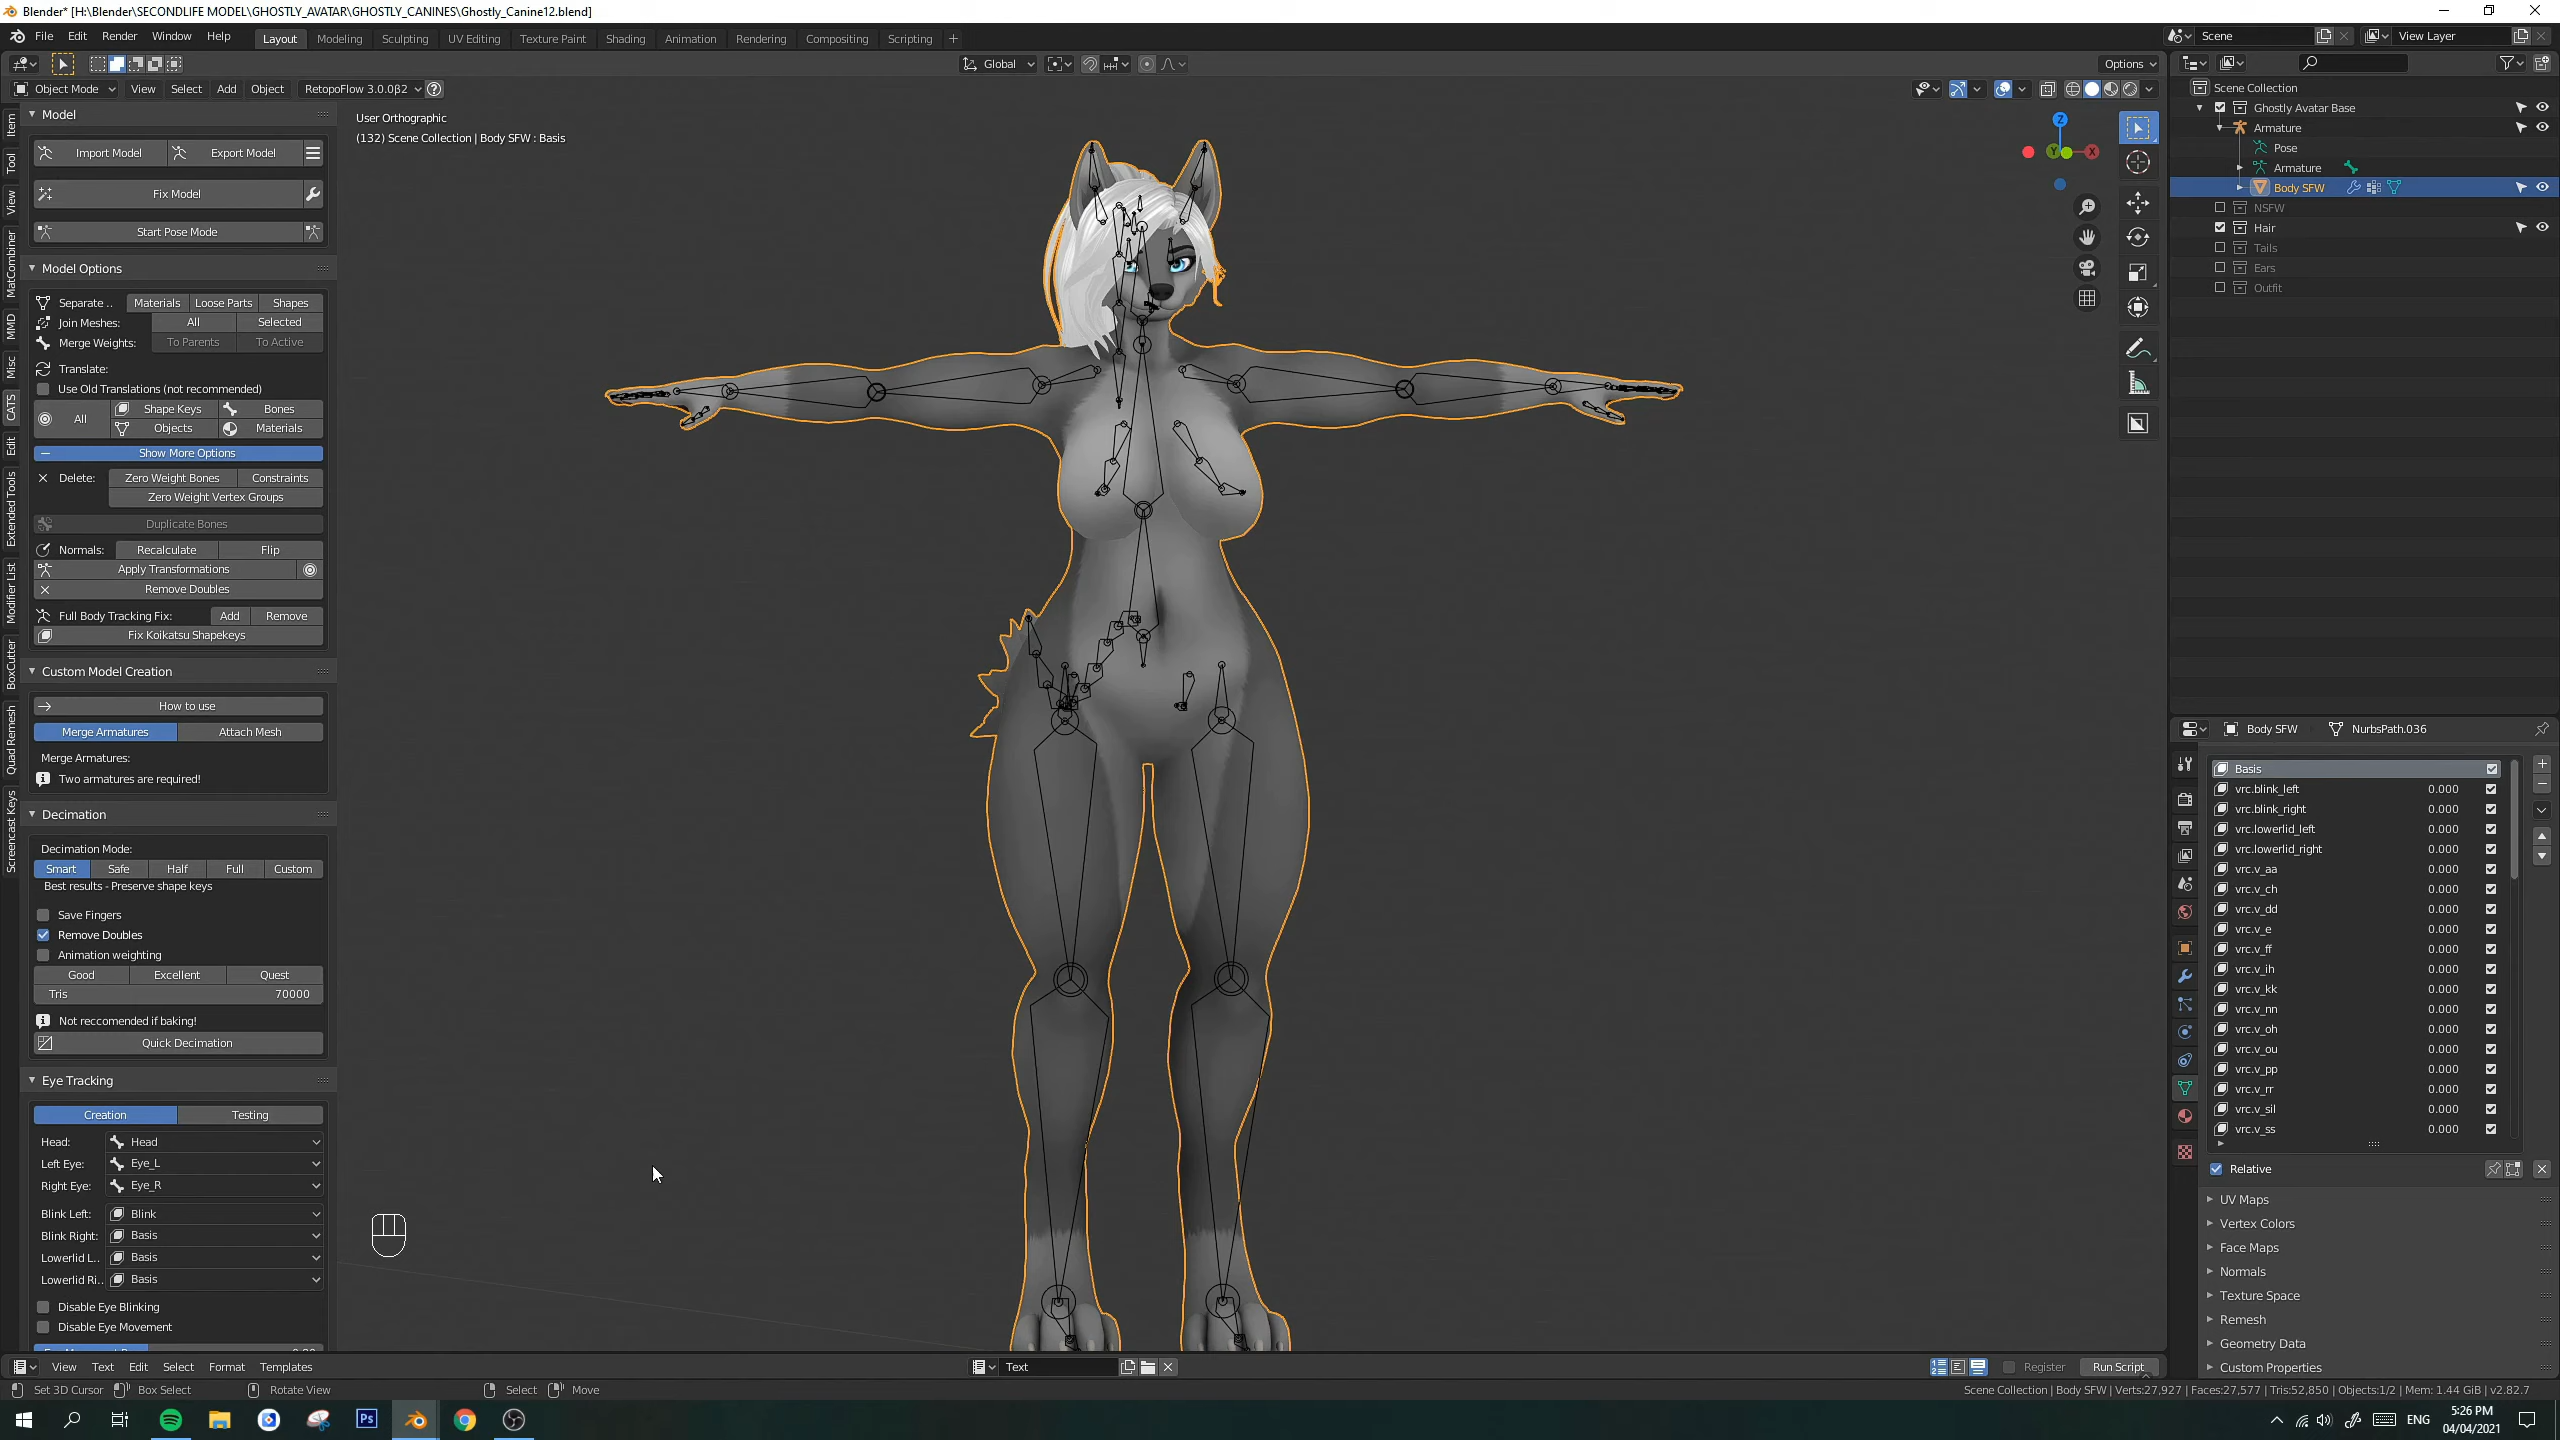 Blender* [H:\Blender\SECONDLIFE MODEL\GHOSTLY_AVATAR\GHOSTLY_CANINES\Ghostly_Canine12.blend]
File Edit Render Window Help Layout Modeling Sculpting UV Editing Texture Paint Shading Animation Rendering Compositing Scripting + Scene View Layer
Global Options
Object Mode View Select Add Object RetopoFlow 3.0.0β2 ?
Item
Tool
View
MatCombiner
MMD
Misc
CATS
Edit
Extended Tools
Modifier List
BoxCutter
Quad Remesh
Screencast Keys
Model
Import Model Export Model
Fix Model
Start Pose Mode
Model Options
Separate .. Materials Loose Parts Shapes
Join Meshes: All Selected
Merge Weights: To Parents To Active
Translate:
Use Old Translations (not recommended)
All Shape Keys Bones
Objects Materials
Show More Options
Delete: Zero Weight Bones Constraints
Zero Weight Vertex Groups
Duplicate Bones
Normals: Recalculate Flip
Apply Transformations
Remove Doubles
Full Body Tracking Fix: Add Remove
Fix Koikatsu Shapekeys
Custom Model Creation
How to use
Merge Armatures Attach Mesh
Merge Armatures:
Two armatures are required!
Decimation
Decimation Mode:
Smart Safe Half Full Custom
Best results - Preserve shape keys
Save Fingers
Remove Doubles
Animation weighting
Good Excellent Quest
Tris 70000
Not reccomended if baking!
Quick Decimation
Eye Tracking
Creation Testing
Head: Head
Left Eye: Eye_L
Right Eye: Eye_R
Blink Left: Blink
Blink Right: Basis
Lowerlid L.. Basis
Lowerlid Ri.. Basis
Disable Eye Blinking
Disable Eye Movement
User Orthographic
(132) Scene Collection | Body SFW : Basis
Z
Y
X
Scene Collection
Ghostly Avatar Base
Armature
Pose
Armature
Body SFW
NSFW
Hair
Tails
Ears
Outfit
Body SFW NurbsPath.036
Basis
vrc.blink_left 0.000
vrc.blink_right 0.000
vrc.lowerlid_left 0.000
vrc.lowerlid_right 0.000
vrc.v_aa 0.000
vrc.v_ch 0.000
vrc.v_dd 0.000
vrc.v_e 0.000
vrc.v_ff 0.000
vrc.v_ih 0.000
vrc.v_kk 0.000
vrc.v_nn 0.000
vrc.v_oh 0.000
vrc.v_ou 0.000
vrc.v_pp 0.000
vrc.v_rr 0.000
vrc.v_sil 0.000
vrc.v_ss 0.000
Relative
UV Maps
Vertex Colors
Face Maps
Normals
Texture Space
Remesh
Geometry Data
Custom Properties
View Text Edit Select Format Templates Text Register Run Script
Set 3D Cursor Box Select Rotate View Select Move Scene Collection | Body SFW | Verts:27,927 | Faces:27,577 | Tris:52,850 | Objects:1/2 | Mem: 1.44 GiB | v2.82.7
Ps ENG 5:26 PM
04/04/2021